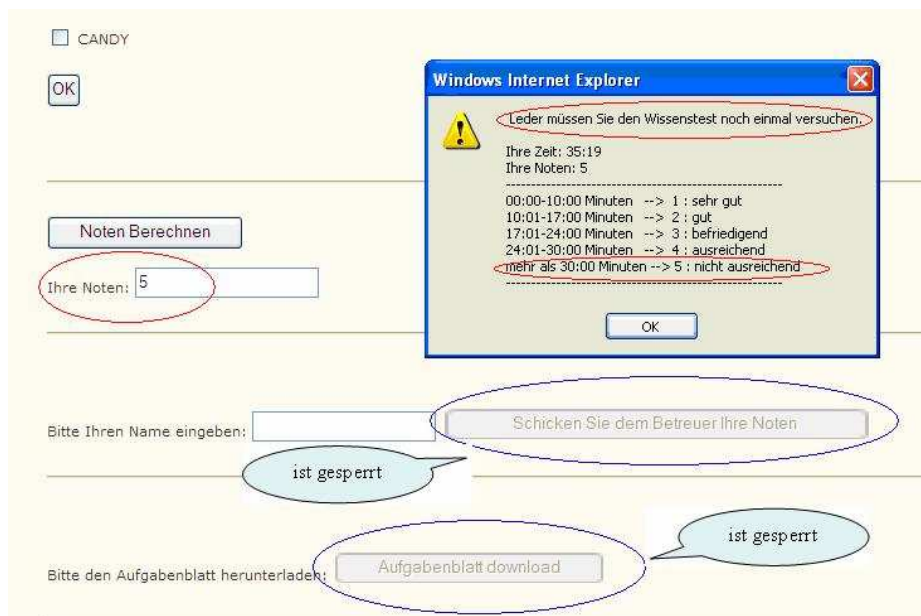 CANDY
OK
Windows Internet Explorer
Leder müssen Sie den Wissenstest noch einmal versuchen.
Ihre Zeit: 35:19
Ihre Noten: 5
--------------------------------------------------------
00:00-10:00 Minuten --> 1 : sehr gut
10:01-17:00 Minuten --> 2 : gut
17:01-24:00 Minuten --> 3 : befriedigend
24:01-30:00 Minuten --> 4 : ausreichend
mehr als 30:00 Minuten --> 5 : nicht ausreichend
--------------------------------------------------------
OK
Noten Berechnen
Ihre Noten: 5
Bitte Ihren Name eingeben: Schicken Sie dem Betreuer Ihre Noten
ist gesperrt
ist gesperrt
Bitte den Aufgabenblatt herunterladen: Aufgabenblatt download